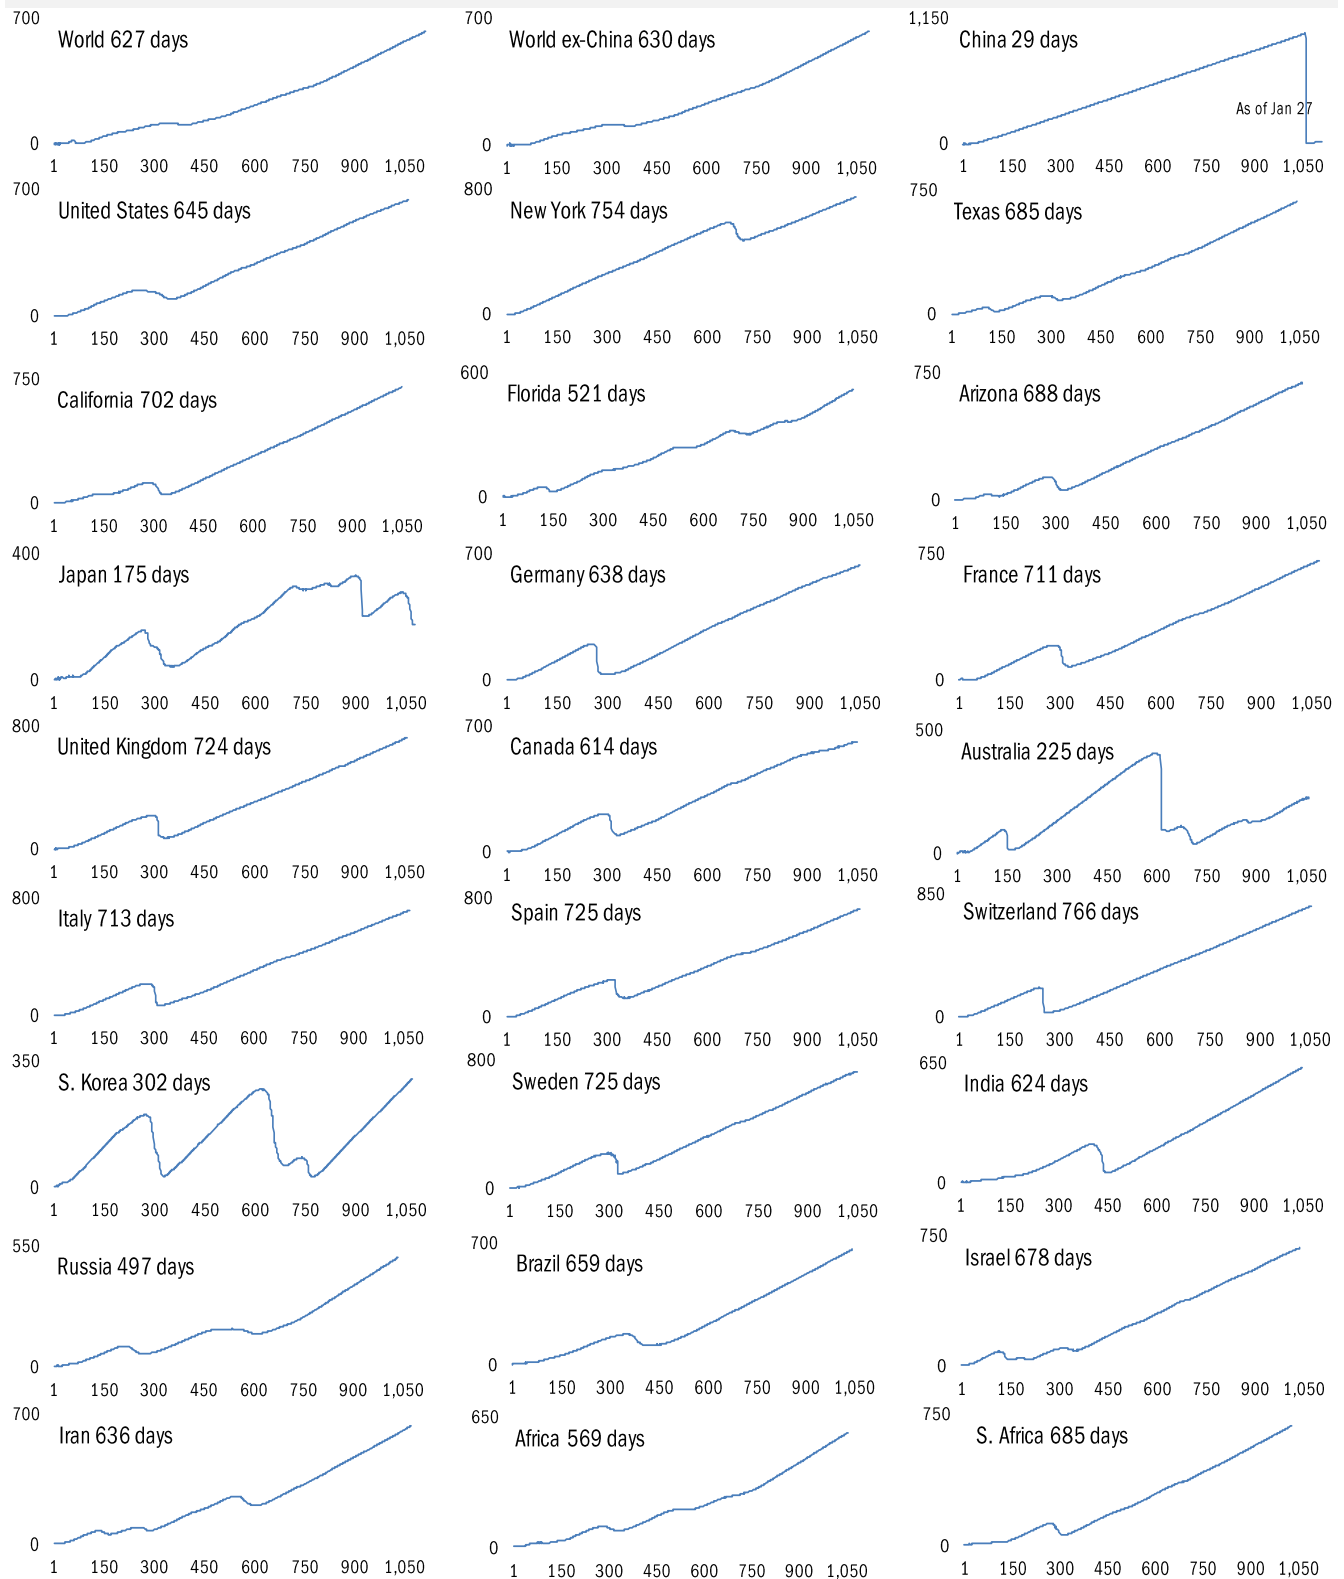 700 700 1,150
World 627 days World ex-China 630 days China 29 days
As of Jan 27
0 0 0
1 150 300 450 600 750 900 1,050 1 150 300 450 600 750 900 1,050 1 150 300 450 600 750 900 1,050
700 800 750
United States 645 days New York 754 days Texas 685 days
0 0 0
1 150 300 450 600 750 900 1,050 1 150 300 450 600 750 900 1,050 1 150 300 450 600 750 900 1,050
750 600 750
California 702 days Florida 521 days Arizona 688 days
0 0 0
1 150 300 450 600 750 900 1,050 1 150 300 450 600 750 900 1,050 1 150 300 450 600 750 900 1,050
400 700 750
Japan 175 days Germany 638 days France 711 days
0 0 0
1 150 300 450 600 750 900 1,050 1 150 300 450 600 750 900 1,050 1 150 300 450 600 750 900 1,050
800 700 500
United Kingdom 724 days Canada 614 days Australia 225 days
0 0 0
1 150 300 450 600 750 900 1,050 1 150 300 450 600 750 900 1,050 1 150 300 450 600 750 900 1,050
800 800 850
Italy 713 days Spain 725 days Switzerland 766 days
0 0 0
1 150 300 450 600 750 900 1,050 1 150 300 450 600 750 900 1,050 1 150 300 450 600 750 900 1,050
350 800 650
S. Korea 302 days Sweden 725 days India 624 days
0 0 0
1 150 300 450 600 750 900 1,050 1 150 300 450 600 750 900 1,050 1 150 300 450 600 750 900 1,050
550 700 750
Russia 497 days Brazil 659 days Israel 678 days
0 0 0
1 150 300 450 600 750 900 1,050 1 150 300 450 600 750 900 1,050 1 150 300 450 600 750 900 1,050
700 650 750
Iran 636 days Africa 569 days S. Africa 685 days
0 0 0
1 150 300 450 600 750 900 1,050 1 150 300 450 600 750 900 1,050 1 150 300 450 600 750 900 1,050